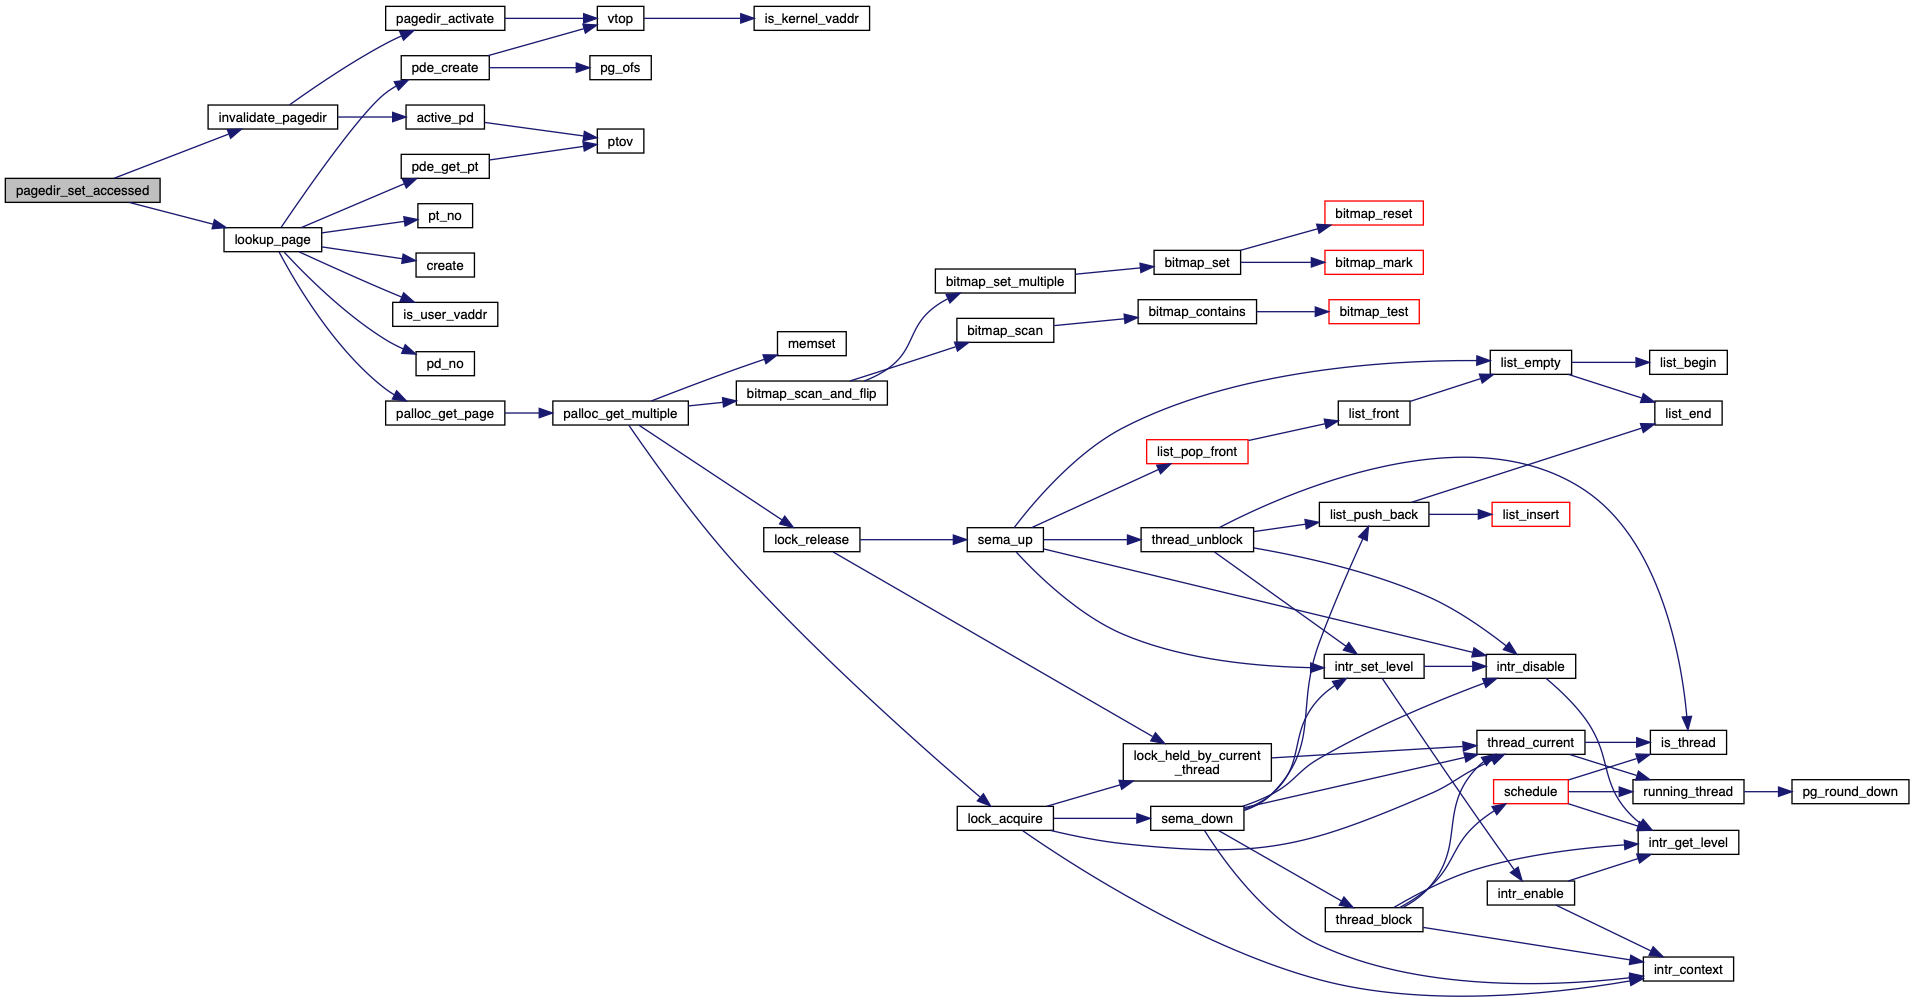 pagedir_activate
vtop
is_kernel_vaddr
pde_create
pg_ofs
invalidate_pagedir
active_pd
ptov
pde_get_pt
pagedir_set_accessed
pt_no
lookup_page
create
is_user_vaddr
pd_no
palloc_get_page
palloc_get_multiple
memset
bitmap_scan_and_flip
bitmap_set_multiple
bitmap_scan
bitmap_set
bitmap_contains
bitmap_reset
bitmap_mark
bitmap_test
list_empty
list_begin
list_front
list_end
list_pop_front
list_push_back
list_insert
lock_release
sema_up
thread_unblock
intr_set_level
intr_disable
lock_held_by_current
_thread
thread_current
is_thread
schedule
running_thread
pg_round_down
lock_acquire
sema_down
intr_get_level
intr_enable
thread_block
intr_context